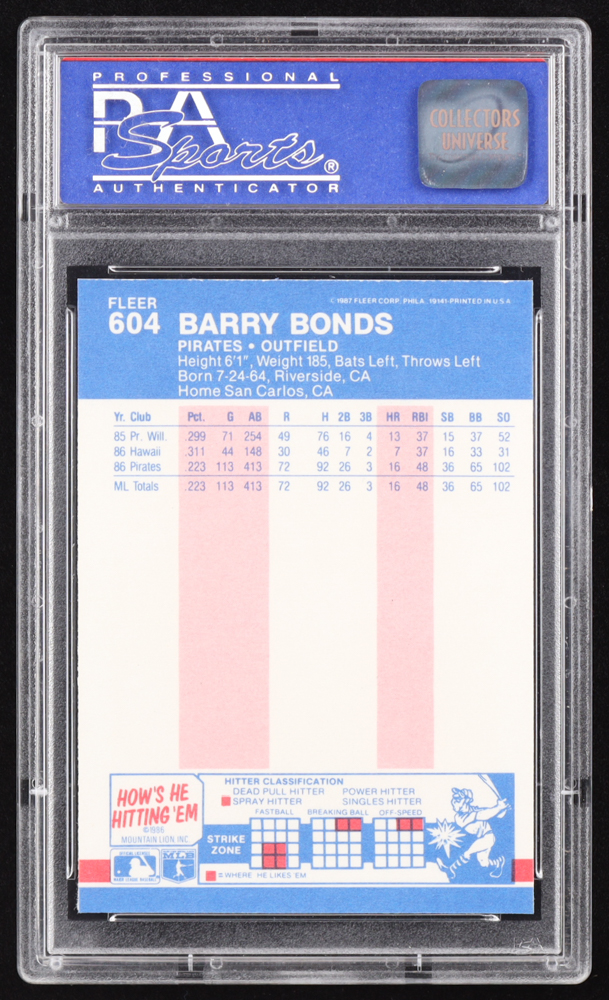 PROFESSIONAL
PSA
Sports®
AUTHENTICATOR
COLLECTORS
UNIVERSE
FLEER
604 BARRY BONDS
© 1987 FLEER CORP. PHILA. 19141-PRINTED IN U.S.A.
PIRATES • OUTFIELD
Height 6'1", Weight 185, Bats Left, Throws Left
Born 7-24-64, Riverside, CA
Home San Carlos, CA
Yr. Club Pct. G AB R H 2B 3B HR RBI SB BB SO
85 Pr. Will. .299 71 254 49 76 16 4 13 37 15 37 52
86 Hawaii .311 44 148 30 46 7 2 7 37 16 33 31
86 Pirates .223 113 413 72 92 26 3 16 48 36 65 102
ML Totals .223 113 413 72 92 26 3 16 48 36 65 102
HOW'S HE
HITTING 'EM
©1986
MOUNTAIN LION, INC.
HITTER CLASSIFICATION
DEAD PULL HITTER POWER HITTER
SPRAY HITTER SINGLES HITTER
FASTBALL BREAKING BALL OFF-SPEED
STRIKE
ZONE
= WHERE HE LIKES 'EM
MLB